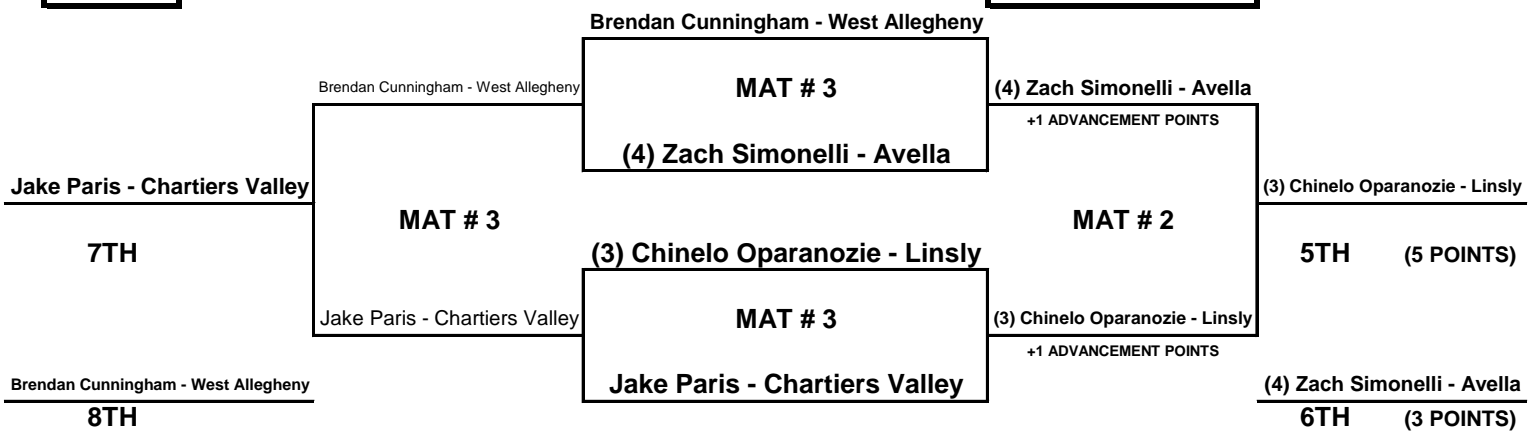 Brendan Cunningham - West Allegheny
Brendan Cunningham - West Allegheny
MAT # 3
(4) Zach Simonelli - Avella
+1 ADVANCEMENT POINTS
(4) Zach Simonelli - Avella
Jake Paris - Chartiers Valley
(3) Chinelo Oparanozie - Linsly
MAT # 3
MAT # 2
7TH
(3) Chinelo Oparanozie - Linsly
5TH (5 POINTS)
Jake Paris - Chartiers Valley
MAT # 3
(3) Chinelo Oparanozie - Linsly
+1 ADVANCEMENT POINTS
Brendan Cunningham - West Allegheny
Jake Paris - Chartiers Valley
(4) Zach Simonelli - Avella
8TH
6TH (3 POINTS)